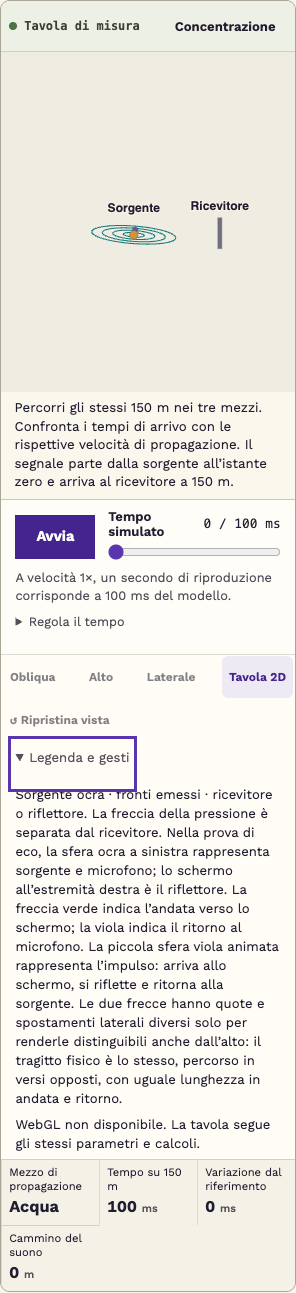 Tavola di misura
Concentrazione
Sorgente
Ricevitore
Percorri gli stessi 150 m nei tre mezzi.
Confronta i tempi di arrivo con le
rispettive velocità di propagazione. Il
segnale parte dalla sorgente all’istante
zero e arriva al ricevitore a 150 m.
Avvia
Tempo
simulato
0 / 100 ms
A velocità 1×, un secondo di riproduzione
corrisponde a 100 ms del modello.
▶ Regola il tempo
Obliqua
Alto
Laterale
Tavola 2D
↺ Ripristina vista
▼ Legenda e gesti
Sorgente ocra · fronti emessi · ricevitore
o riflettore. La freccia della pressione è
separata dal ricevitore. Nella prova di
eco, la sfera ocra a sinistra rappresenta
sorgente e microfono; lo schermo
all’estremità destra è il riflettore. La
freccia verde indica l’andata verso lo
schermo; la viola indica il ritorno al
microfono. La piccola sfera viola animata
rappresenta l’impulso: arriva allo
schermo, si riflette e ritorna alla
sorgente. Le due frecce hanno quote e
spostamenti laterali diversi solo per
renderle distinguibili anche dall’alto: il
tragitto fisico è lo stesso, percorso in
versi opposti, con uguale lunghezza in
andata e ritorno.
WebGL non disponibile. La tavola segue
gli stessi parametri e calcoli.
Mezzo di
propagazione
Acqua
Tempo su 150
m
100 ms
Variazione dal
riferimento
0 ms
Cammino del
suono
0 m